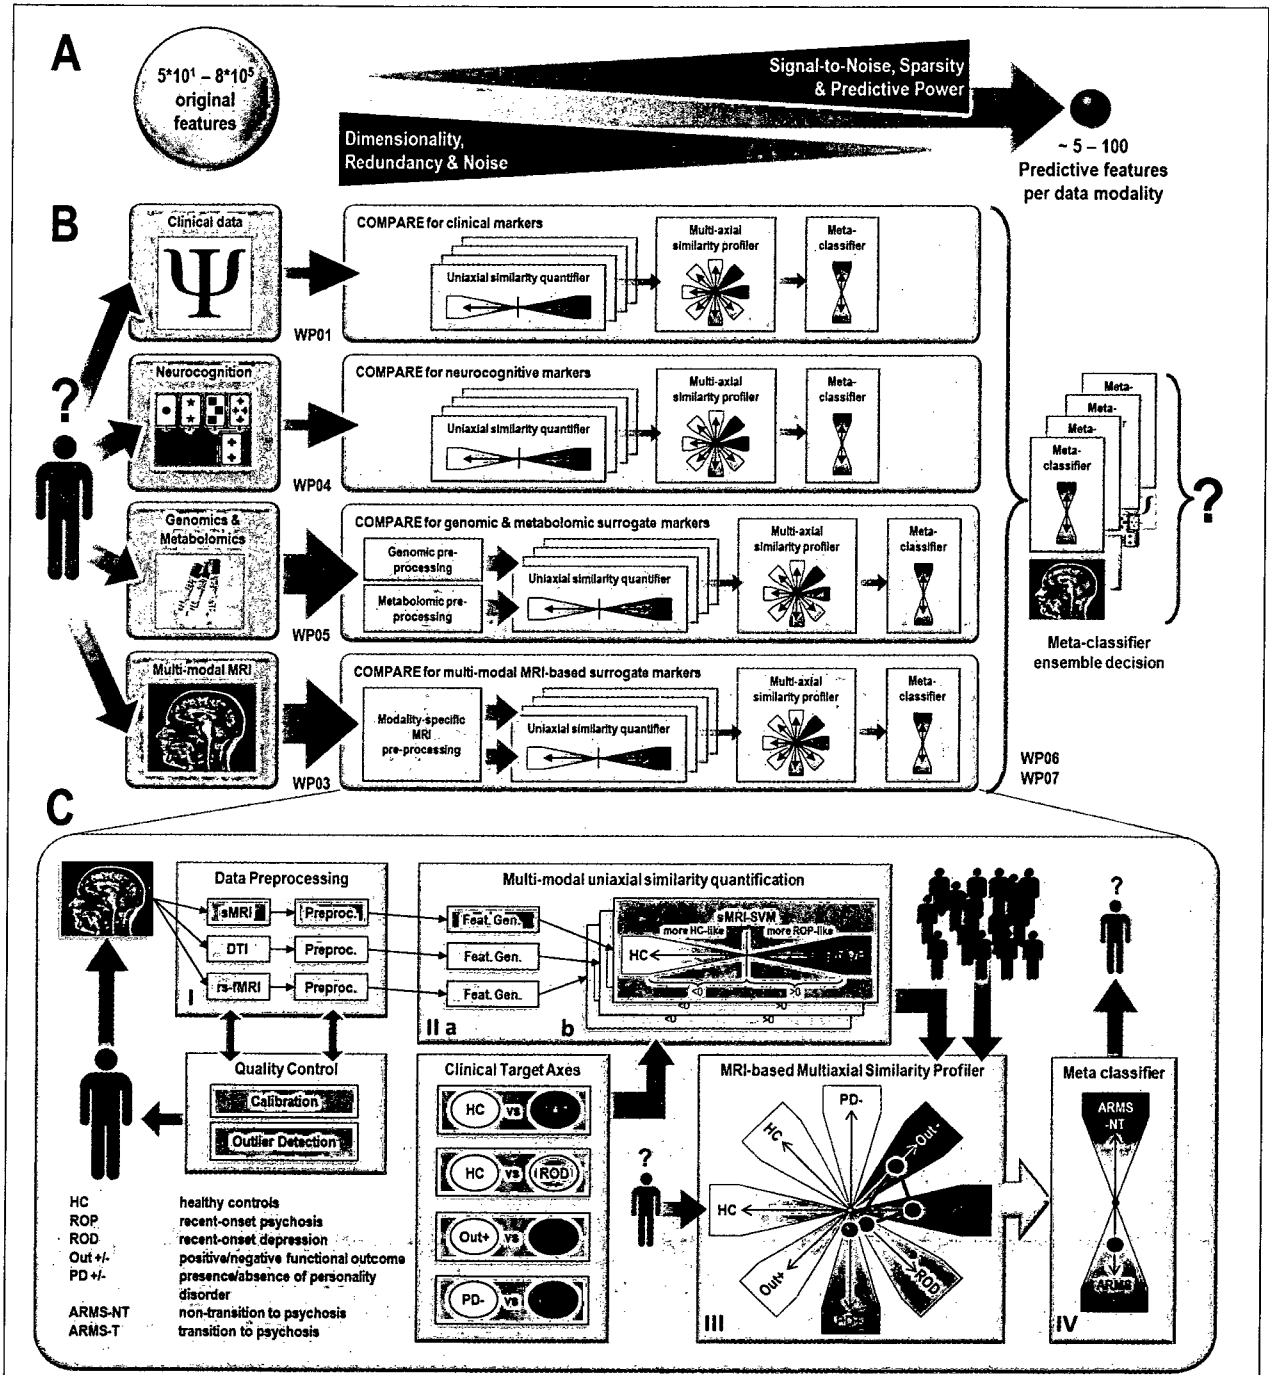 A
5*10¹ – 8*10⁵
original
features
Signal-to-Noise, Sparsity
& Predictive Power
Dimensionality,
Redundancy & Noise
~ 5 – 100
Predictive features
per data modality
B
Clinical data
Ψ
WP01
COMPARE for clinical markers
Uniaxial similarity quantifier
Multi-axial
similarity profiler
Meta-
classifier
?
Neurocognition
WP04
COMPARE for neurocognitive markers
Uniaxial similarity quantifier
Multi-axial
similarity profiler
Meta-
classifier
Genomics &
Metabolomics
WP05
COMPARE for genomic & metabolomic surrogate markers
Genomic pre-
processing
Metabolomic pre-
processing
Uniaxial similarity quantifier
Multi-axial
similarity profiler
Meta-
classifier
Multi-modal MRI
WP03
COMPARE for multi-modal MRI-based surrogate markers
Modality-specific
MRI
pre-processing
Uniaxial similarity quantifier
Multi-axial
similarity profiler
Meta-
classifier
Meta-
Meta-
Meta-
Meta-
classifier
?
Meta-classifier
ensemble decision
WP06
WP07
C
Data Preprocessing
sMRI
Preproc.
DTI
Preproc.
rs-fMRI
Preproc.
I
Quality Control
Calibration
Outlier Detection
Multi-modal uniaxial similarity quantification
Feat. Gen.
Feat. Gen.
Feat. Gen.
II a
b
sMRI-SVM
more HC-like
more ROP-like
HC
<0
>0
<0
>0
Clinical Target Axes
HC vs
HC vs ROD
Out+ vs
PD- vs
?
MRI-based Multiaxial Similarity Profiler
PD-
HC
Out-
HC
Out+
ROD
III
?
Meta classifier
ARMS
-NT
ARMS
IV
HC healthy controls
ROP recent-onset psychosis
ROD recent-onset depression
Out +/- positive/negative functional outcome
PD +/- presence/absence of personality
disorder
ARMS-NT non-transition to psychosis
ARMS-T transition to psychosis